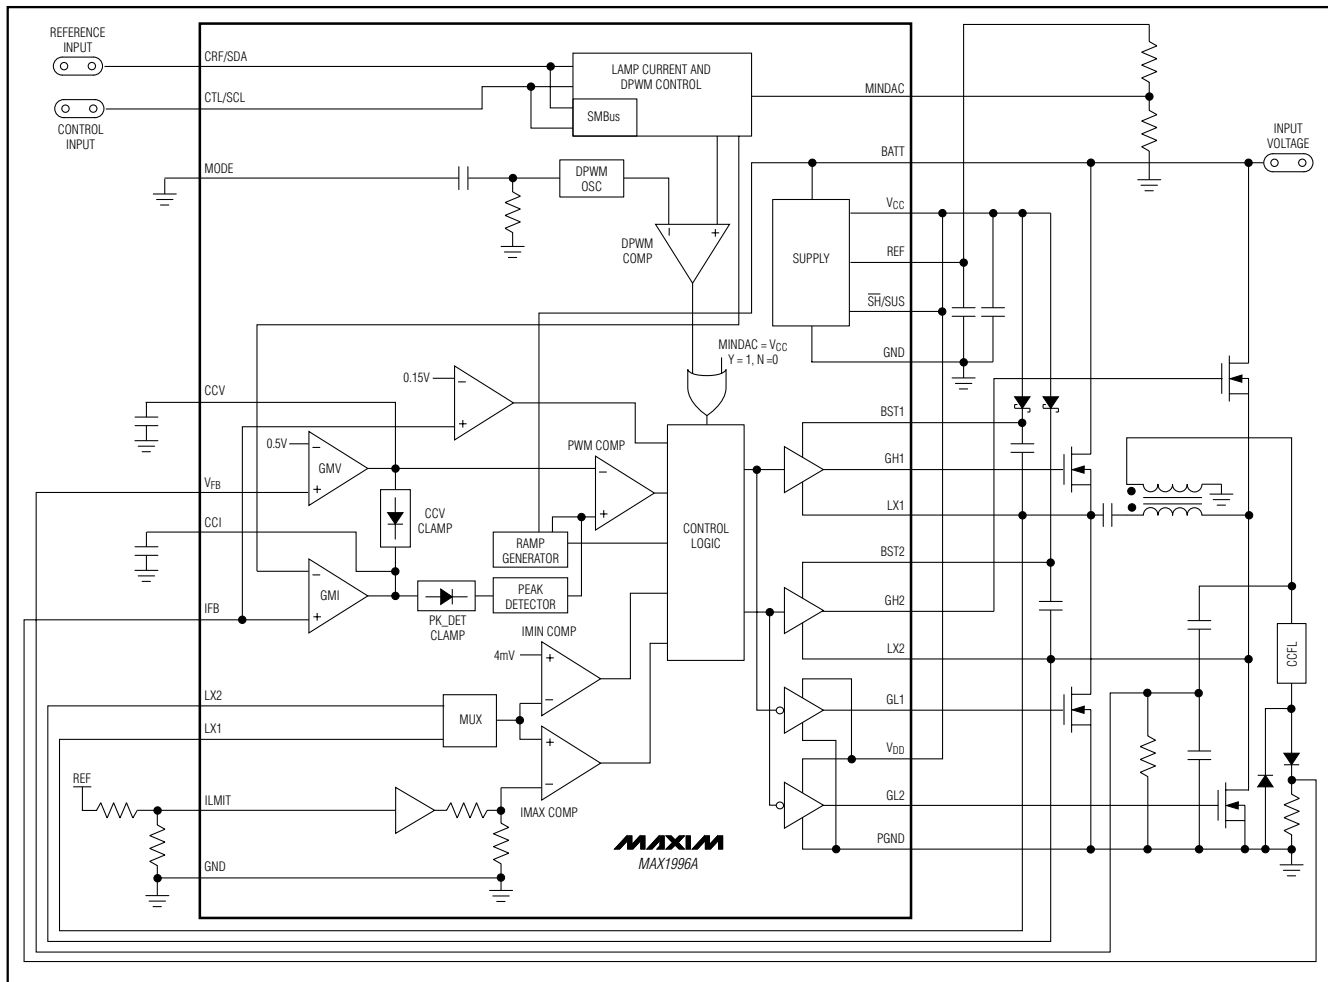 REFERENCE
INPUT
CRF/SDA
CTL/SCL
CONTROL
INPUT
LAMP CURRENT AND
DPWM CONTROL
SMBus
MINDAC
INPUT
VOLTAGE
BATT
MODE
DPWM
OSC
DPWM
COMP
SUPPLY
VCC
REF
SH/SUS
GND
MINDAC = VCC
Y = 1, N =0
CCV
0.15V
BST1
0.5V
GMV
PWM COMP
GH1
VFB
CCV
CLAMP
LX1
CCI
RAMP
GENERATOR
CONTROL
LOGIC
BST2
GMI
PK_DET
CLAMP
PEAK
DETECTOR
GH2
IFB
IMIN COMP
4mV
LX2
CCFL
LX2
MUX
GL1
LX1
VDD
REF
ILMIT
IMAX COMP
GL2
MAXIM
MAX1996A
PGND
GND